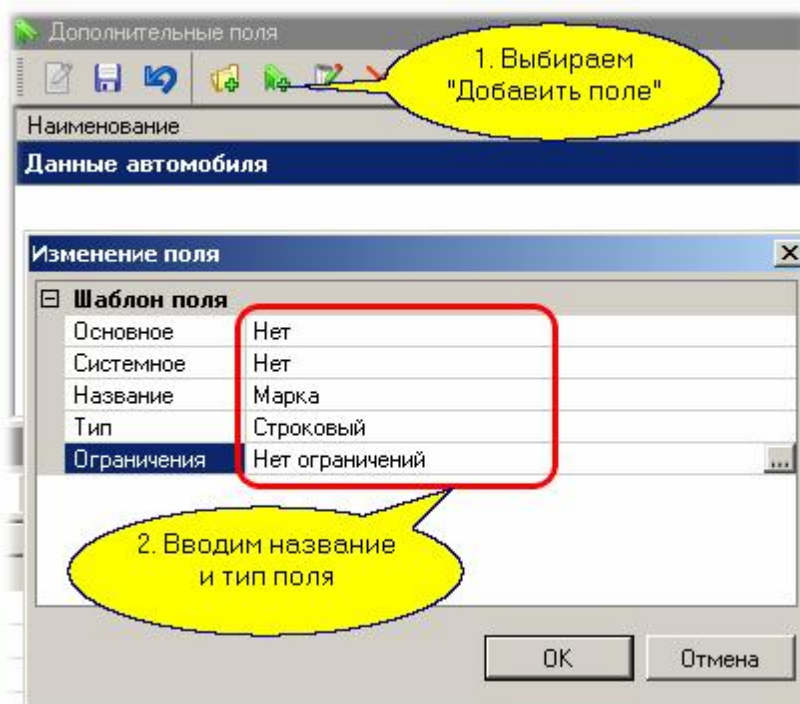 Дополнительные поля
1. Выбираем
"Добавить поле"
Наименование
Данные автомобиля
Изменение поля
Шаблон поля
Основное Нет
Системное Нет
Название Марка
Тип Строковый
Ограничения Нет ограничений ...
2. Вводим название
и тип поля
OK Отмена